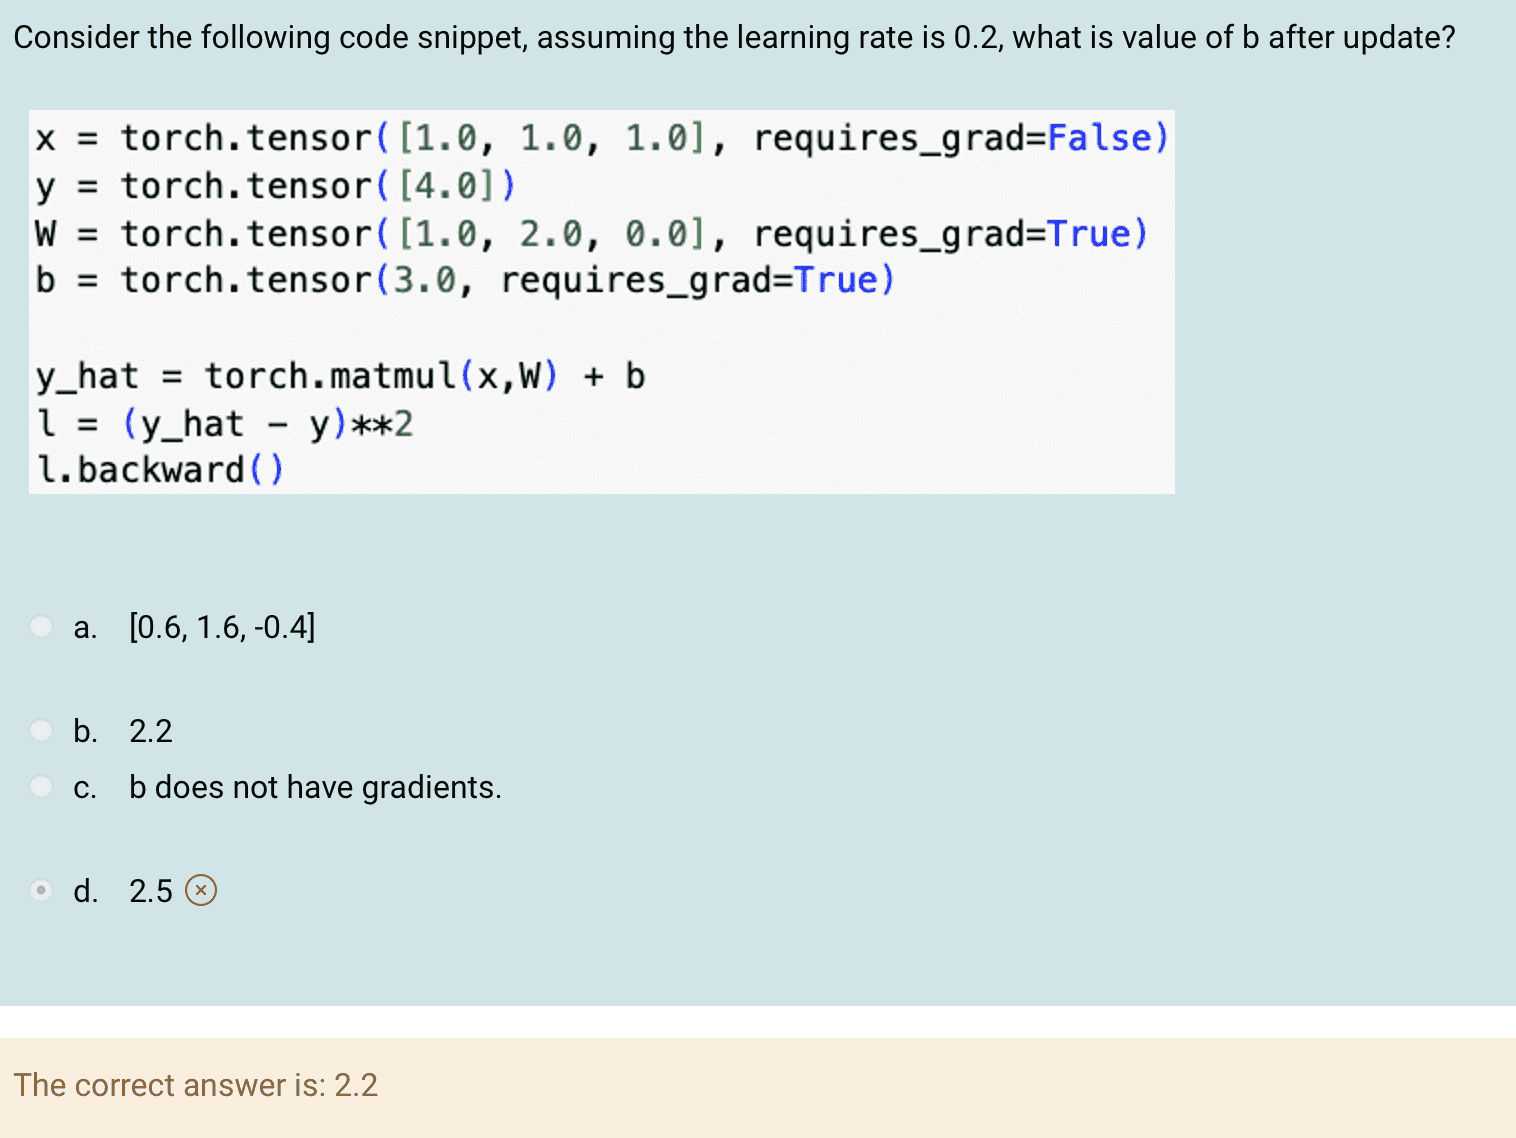 Consider the following code snippet, assuming the learning rate is 0.2, what is value of b after update?
x = torch.tensor([1.0, 1.0, 1.0], requires_grad=False)
y = torch.tensor([4.0])
W = torch.tensor([1.0, 2.0, 0.0], requires_grad=True)
b = torch.tensor(3.0, requires_grad=True)
y_hat = torch.matmul(x,W) + b
l = (y_hat - y)**2
l.backward()
a. [0.6, 1.6, -0.4]
b. 2.2
c. b does not have gradients.
d. 2.5
The correct answer is: 2.2